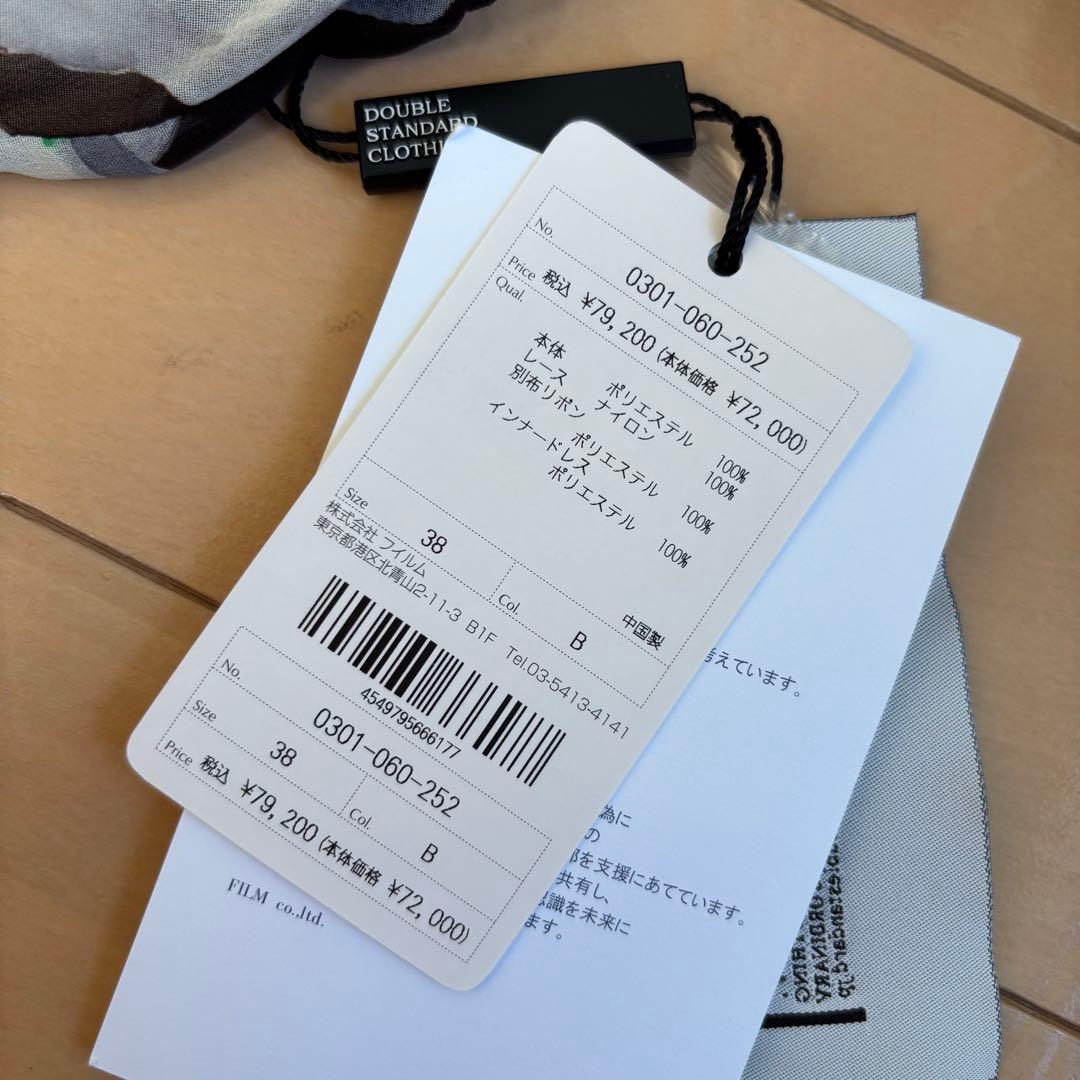 DOUBLE
STANDARD
CLOTHI
No. 0301-060-252
Price 税込 ¥79,200 (本体価格 ¥72,000)
Qual.
本体 ポリエステル 100%
レース ナイロン 100%
別布リボン ポリエステル 100%
インナードレス ポリエステル 100%
Size 38 Col. B 中国製
株式会社 フイルム
東京都港区北青山2-11-3 B1F Tel.03-5413-4141
4549795666177
No. 0301-060-252
Size 38 Col. B
Price 税込 ¥79,200 (本体価格 ¥72,000)
考えています。
為に
の
部を支援にあてています。
共有し、
意識を未来に
ます。
FILM co.,ltd.